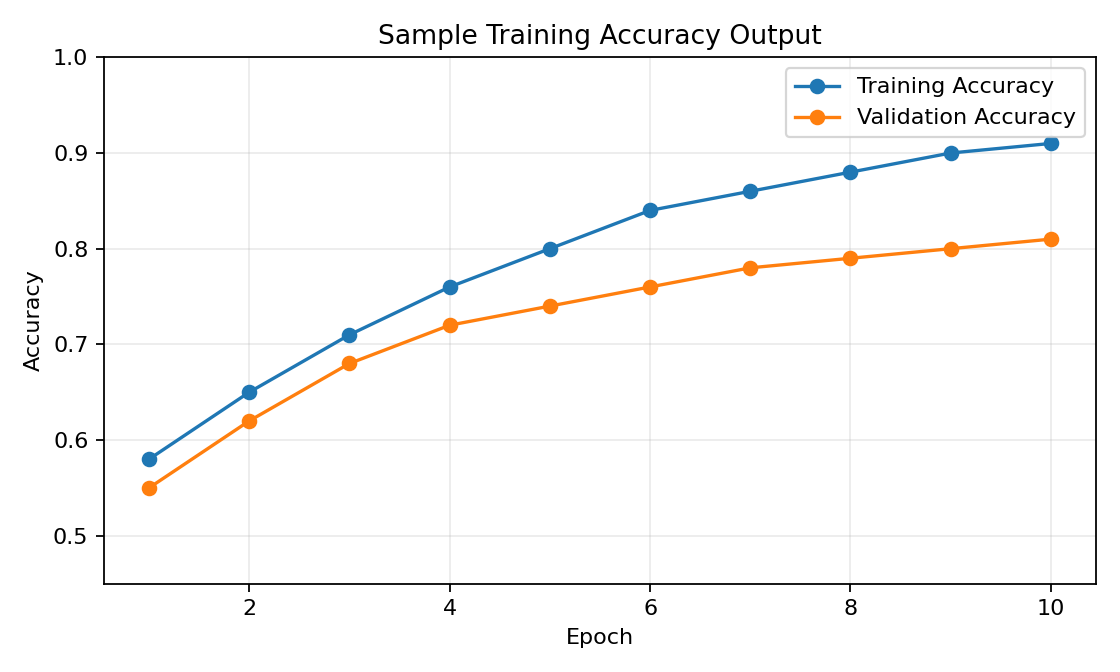 Sample Training Accuracy Output
Training Accuracy
Validation Accuracy
1.0
0.9
0.8
0.7
0.6
0.5
Accuracy
2 4 6 8 10
Epoch